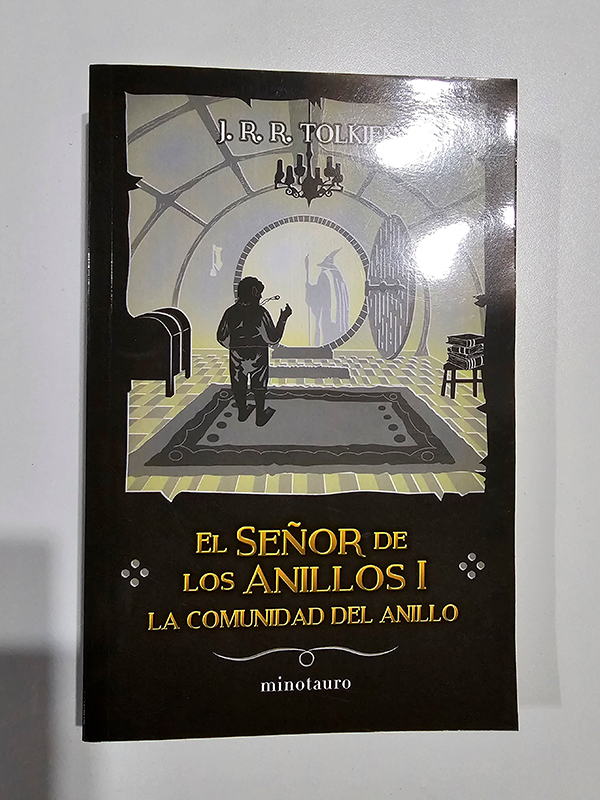 J. R. R. TOLKIEN
EL SEÑOR DE
LOS ANILLOS I
LA COMUNIDAD DEL ANILLO
minotauro